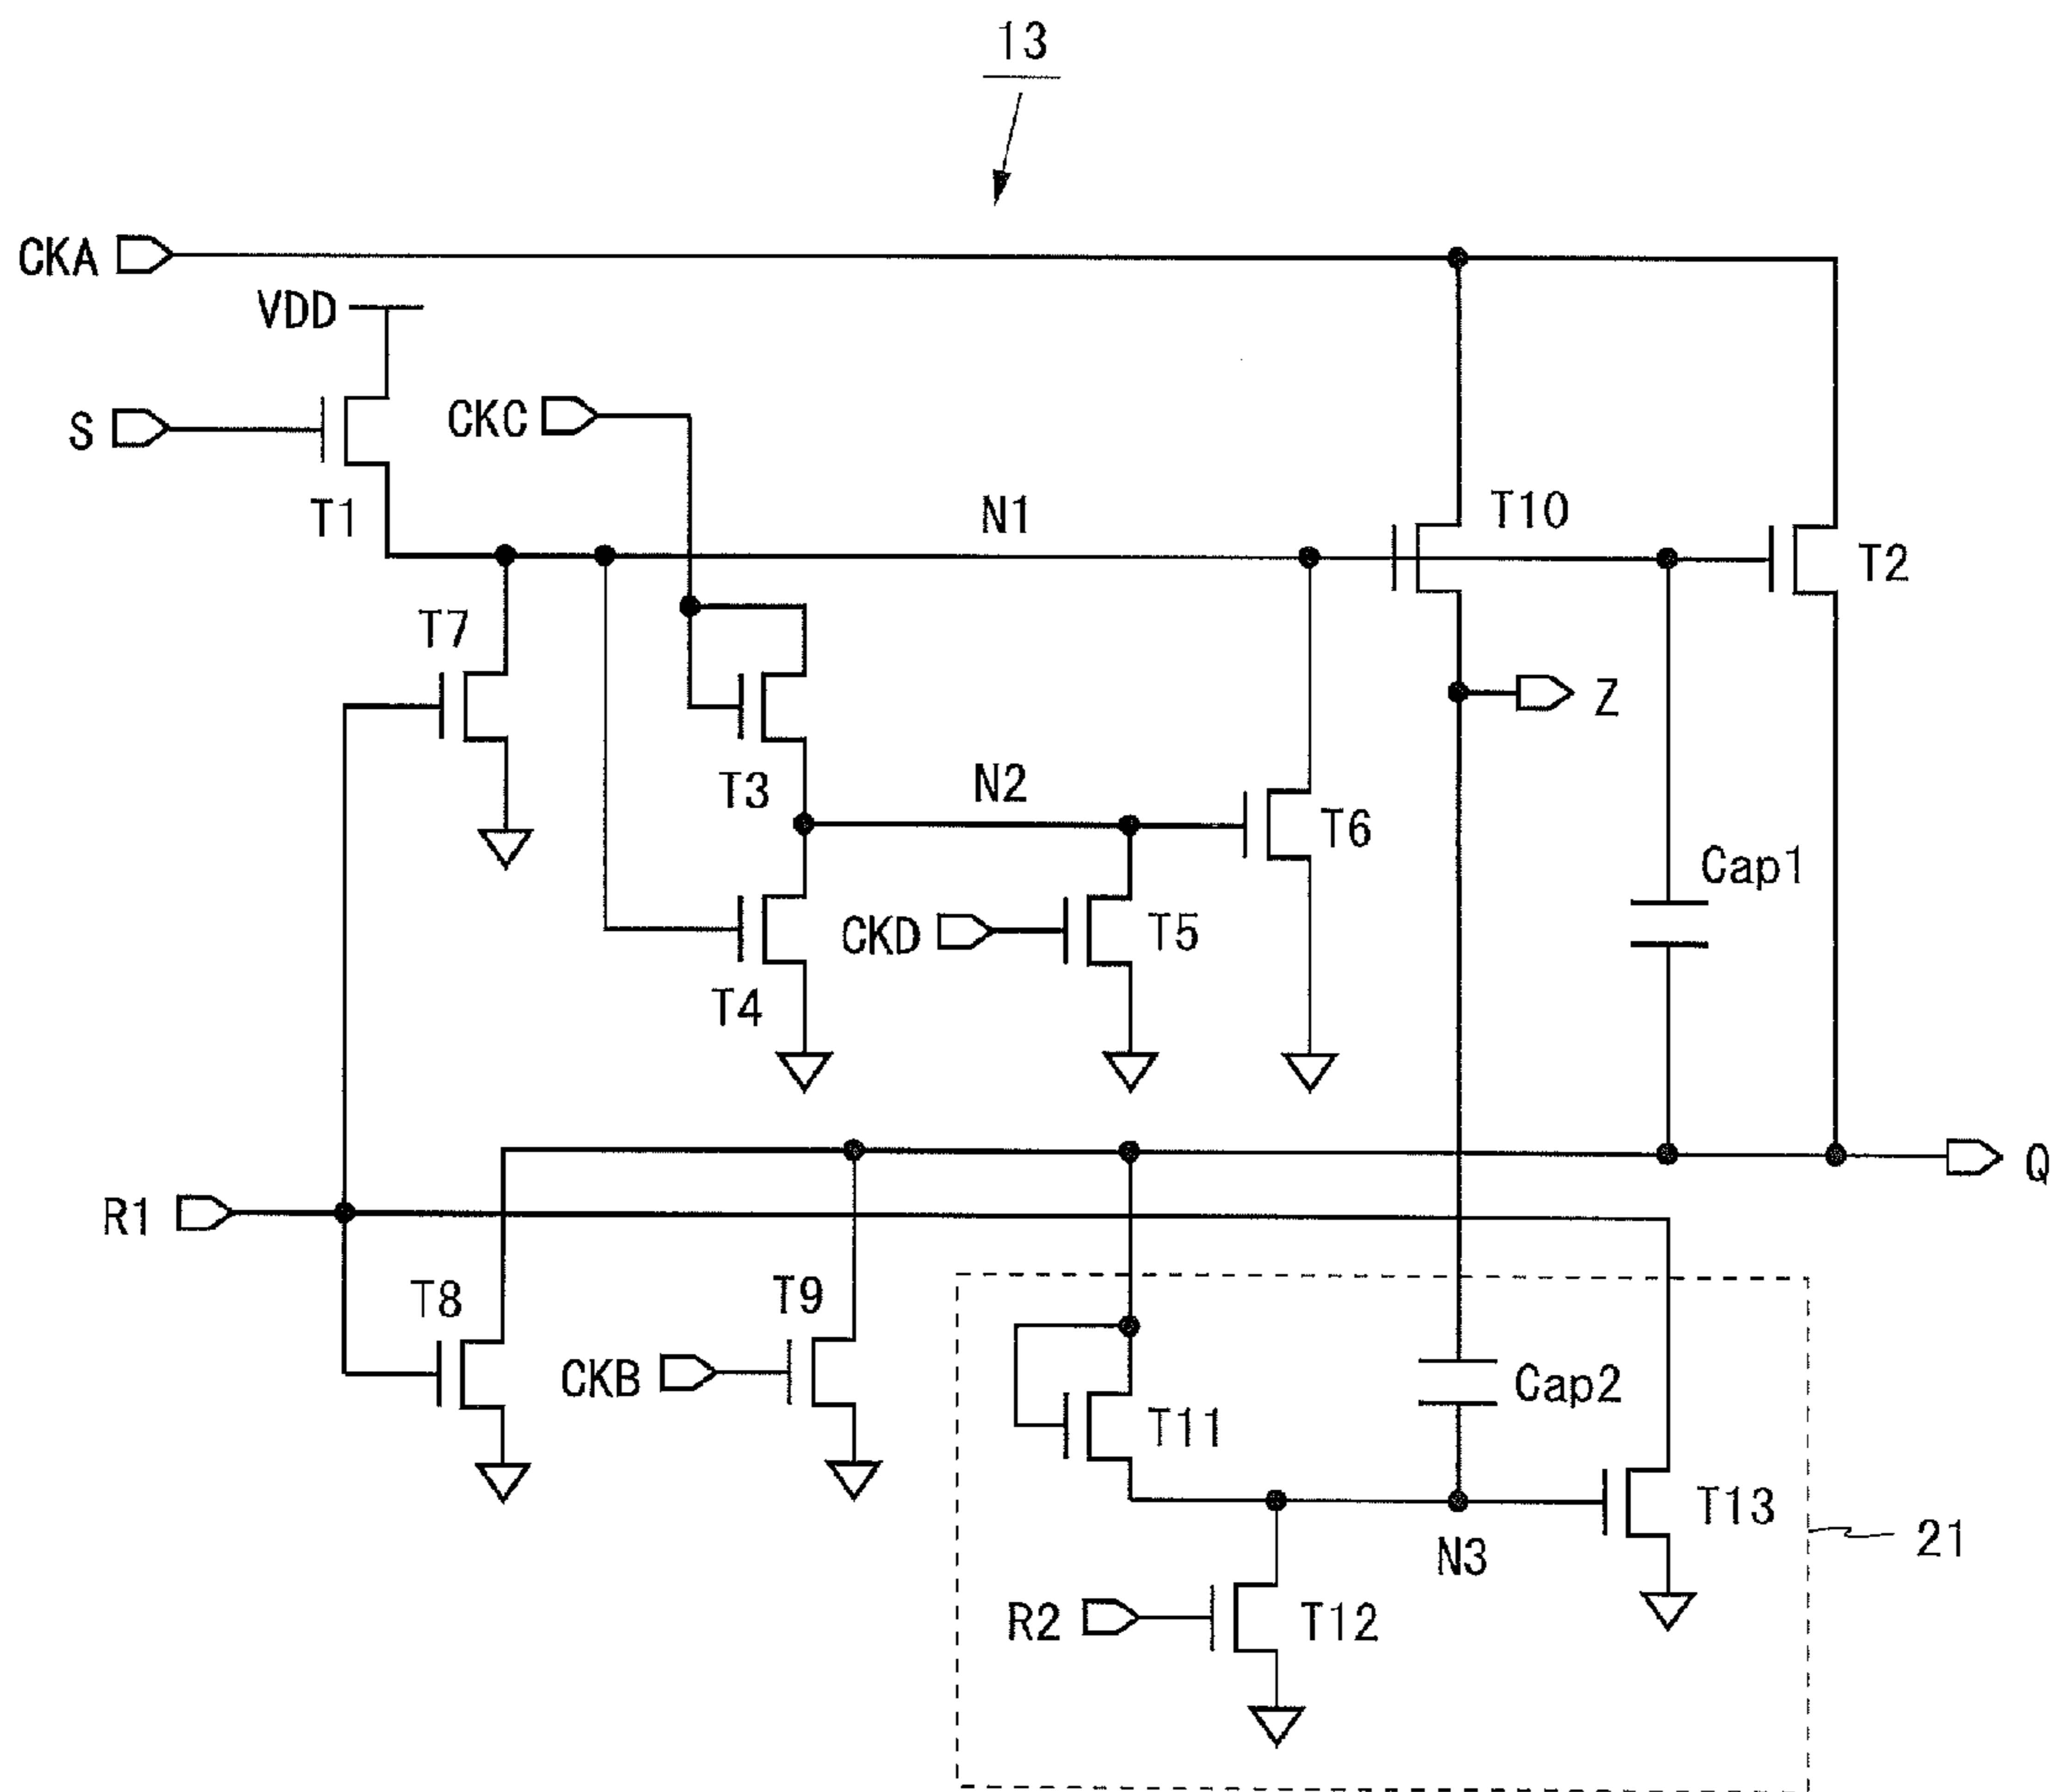 13
CKA
VDD
S
CKC
T1
N1
T10
T2
T7
Z
T3
N2
T6
Cap1
CKD
T5
T4
Q
R1
T8
T9
CKB
T11
Cap2
T13
21
N3
R2
T12